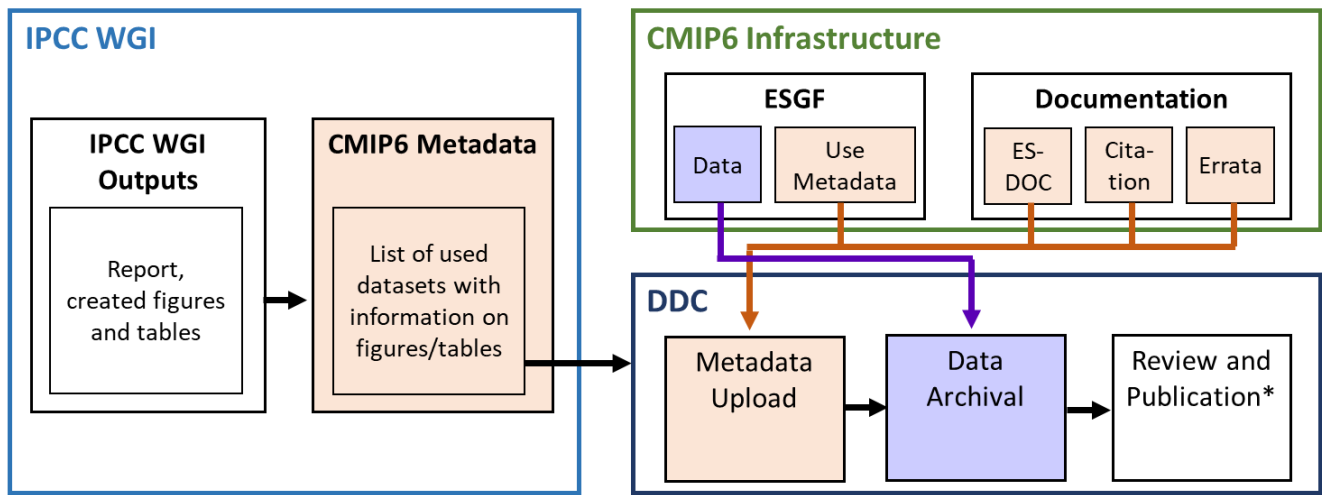 IPCC WGI
IPCC WGI
Outputs
Report,
created figures
and tables
CMIP6 Metadata
List of used
datasets with
information on
figures/tables
CMIP6 Infrastructure
ESGF
Data
Use
Metadata
Documentation
ES-
DOC
Cita-
tion
Errata
DDC
Metadata
Upload
Data
Archival
Review and
Publication*